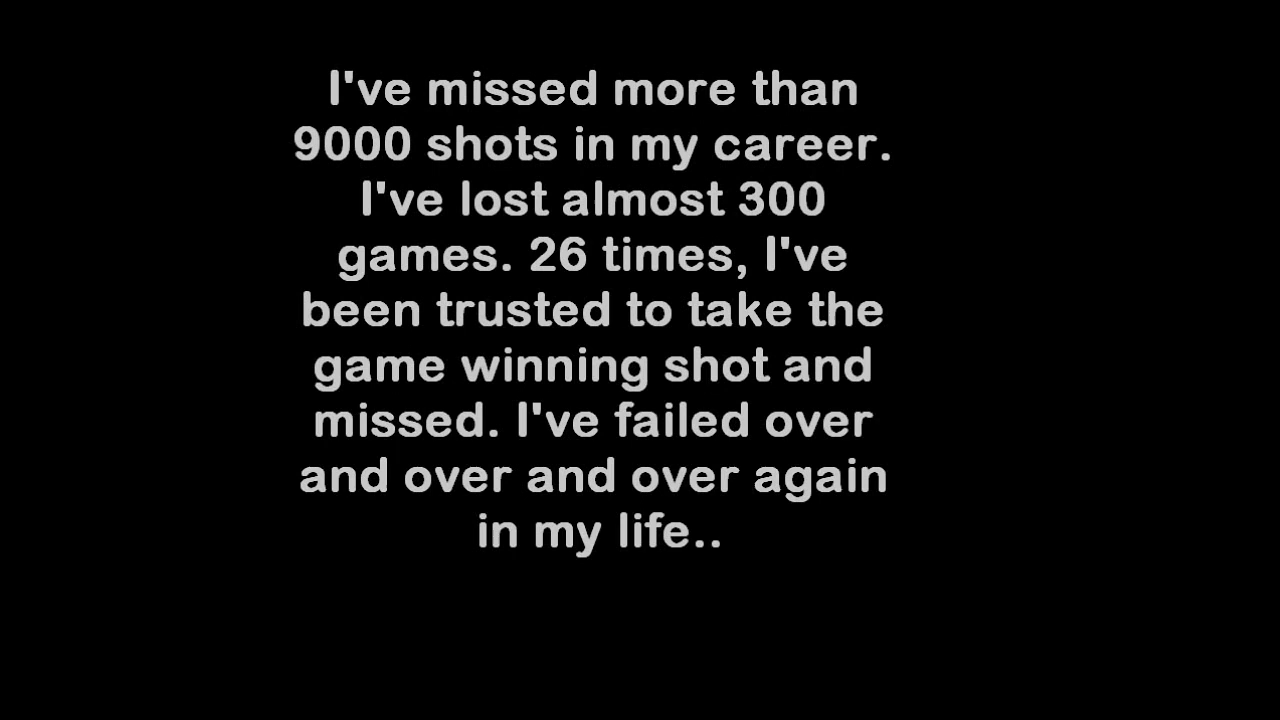 I've missed more than
9000 shots in my career.
I've lost almost 300
games. 26 times, I've
been trusted to take the
game winning shot and
missed. I've failed over
and over and over again
in my life..